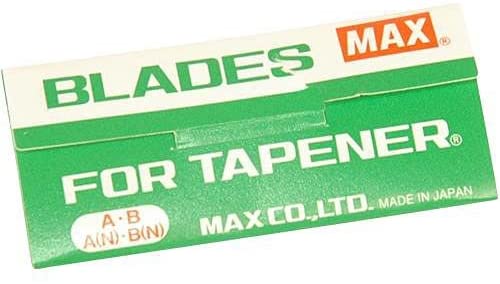 BLADES MAX®
FOR TAPENER®
A·B
A(N)·B(N)
MAX CO., LTD. MADE IN JAPAN